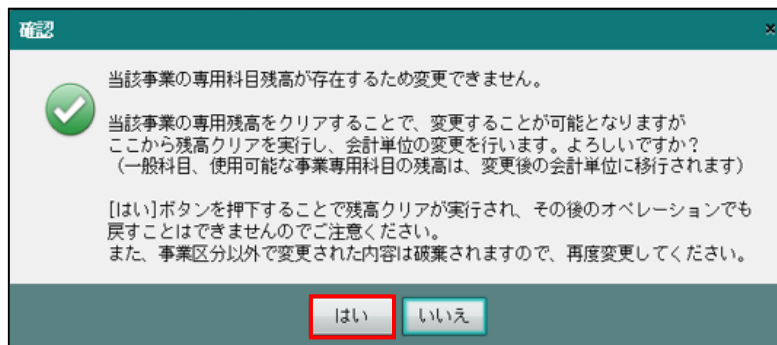 確認
×
当該事業の専用科目残高が存在するため変更できません。
当該事業の専用残高をクリアすることで、変更することが可能となりますが
ここから残高クリアを実行し、会計単位の変更を行います。よろしいですか？
（一般科目、使用可能な事業専用科目の残高は、変更後の会計単位に移行されます）
[はい]ボタンを押下することで残高クリアが実行され、その後のオペレーションでも
戻すことはできませんのでご注意ください。
また、事業区分以外で変更された内容は破棄されますので、再度変更してください。
はい
いいえ